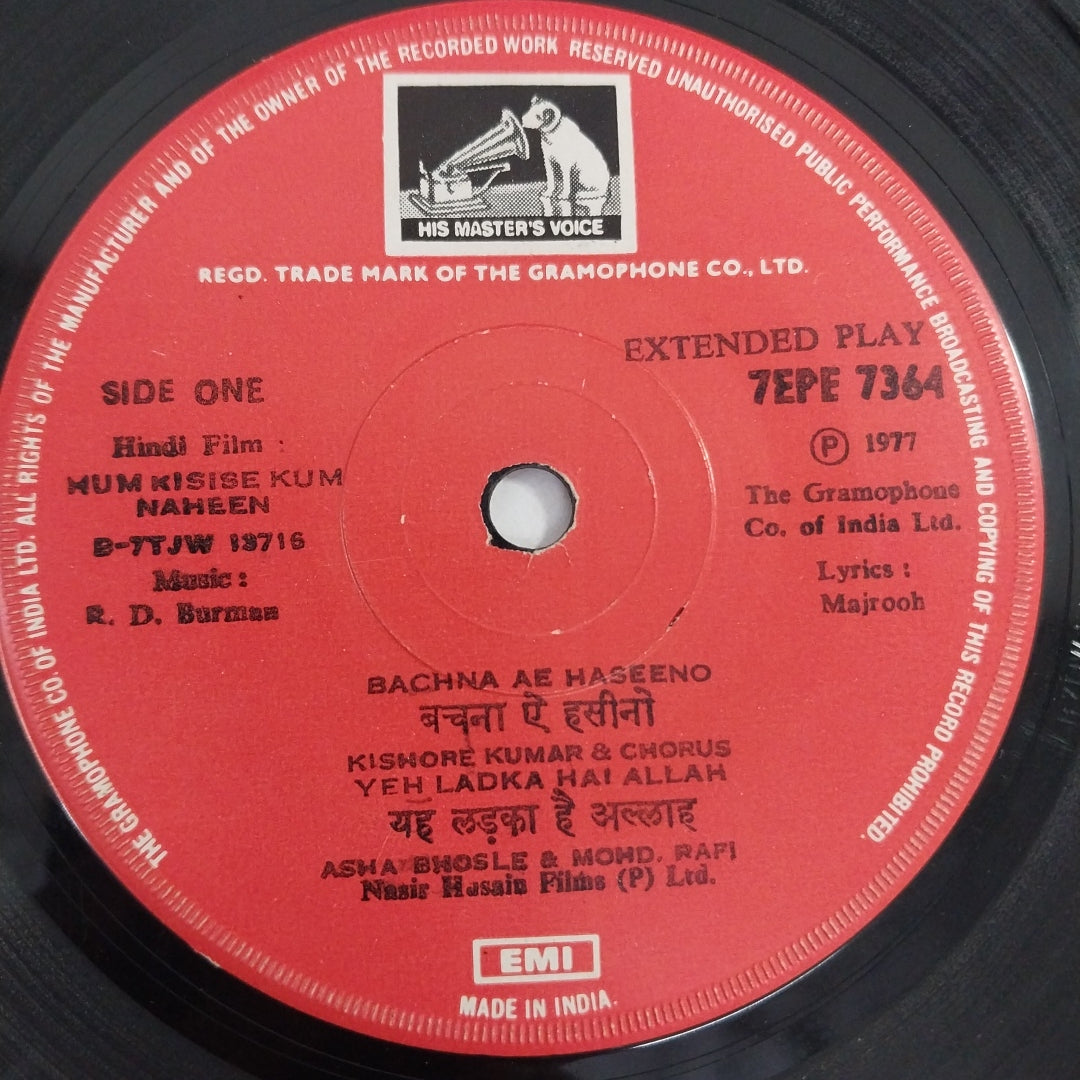 THE GRAMOPHONE CO. OF INDIA LTD. ALL RIGHTS OF THE MANUFACTURER AND OF THE OWNER OF THE RECORDED WORK RESERVED UNAUTHORISED PUBLIC PERFORMANCE BROADCASTING AND COPYING OF THIS RECORD PROHIBITED.
HIS MASTER'S VOICE
REGD. TRADE MARK OF THE GRAMOPHONE CO., LTD.
EXTENDED PLAY
7EPE 7364
SIDE ONE
Ⓟ 1977
Hindi Film :
HUM KISISE KUM
NAHEEN
The Gramophone
Co. of India Ltd.
B-7TJW 13716
Music :
R. D. Burman
Lyrics :
Majrooh
BACHNA AE HASEENO
बचना ऐ हसीनो
KISHORE KUMAR & CHORUS
YEH LADKA HAI ALLAH
यह लड़का है अल्लाह
ASHA BHOSLE & MOHD. RAFI
Nasir Husain Films (P) Ltd.
EMI
MADE IN INDIA.